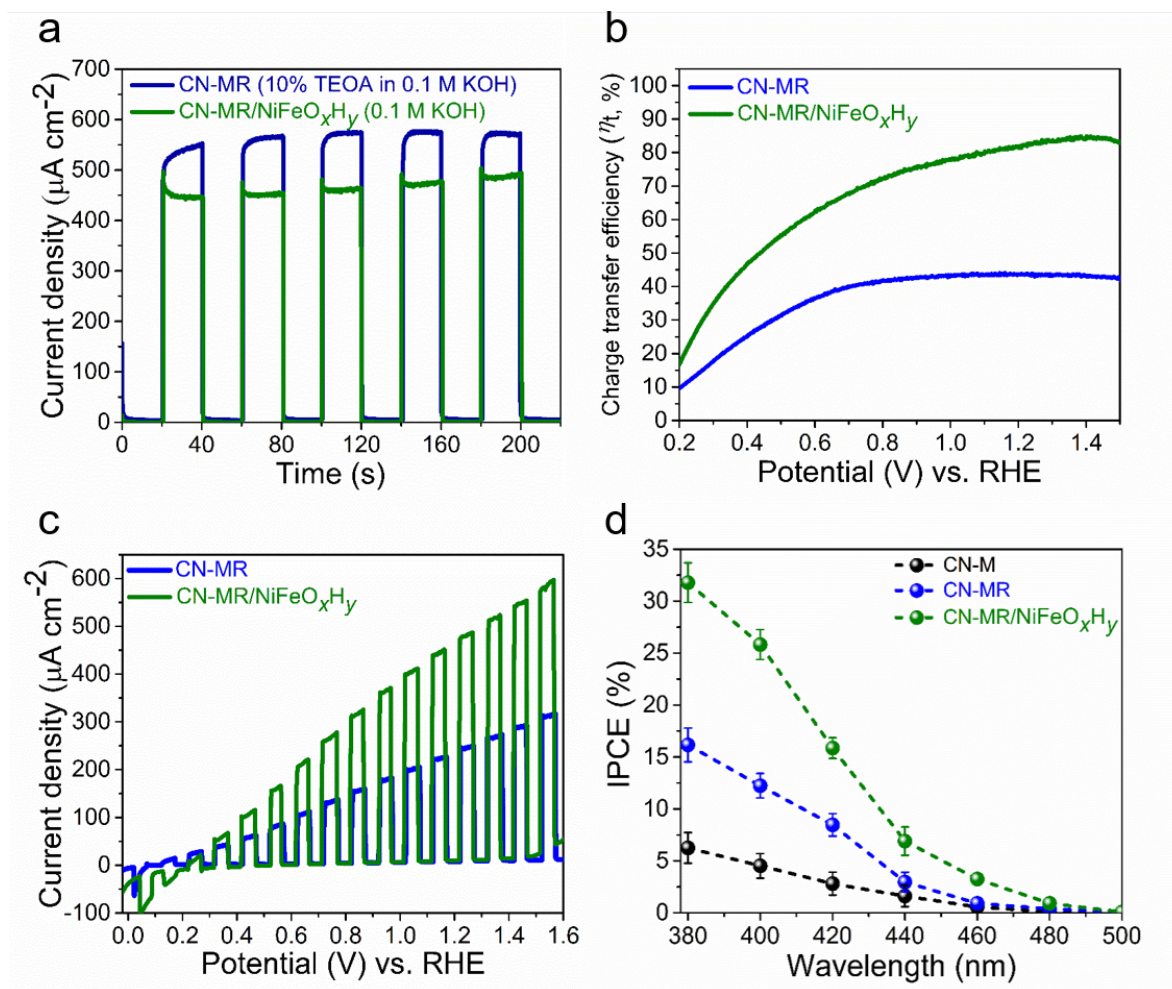 a
700
600
500
400
300
200
100
0
Current density (μA cm⁻²)
CN-MR (10% TEOA in 0.1 M KOH)
CN-MR/NiFeOxHy (0.1 M KOH)
0 40 80 120 160 200
Time (s)
b
100
90
80
70
60
50
40
30
20
10
0
Charge transfer efficiency (ηt, %)
CN-MR
CN-MR/NiFeOxHy
0.2 0.4 0.6 0.8 1.0 1.2 1.4
Potential (V) vs. RHE
c
600
500
400
300
200
100
0
-100
Current density (μA cm⁻²)
CN-MR
CN-MR/NiFeOxHy
0.0 0.2 0.4 0.6 0.8 1.0 1.2 1.4 1.6
Potential (V) vs. RHE
d
35
30
25
20
15
10
5
0
IPCE (%)
CN-M
CN-MR
CN-MR/NiFeOxHy
380 400 420 440 460 480 500
Wavelength (nm)